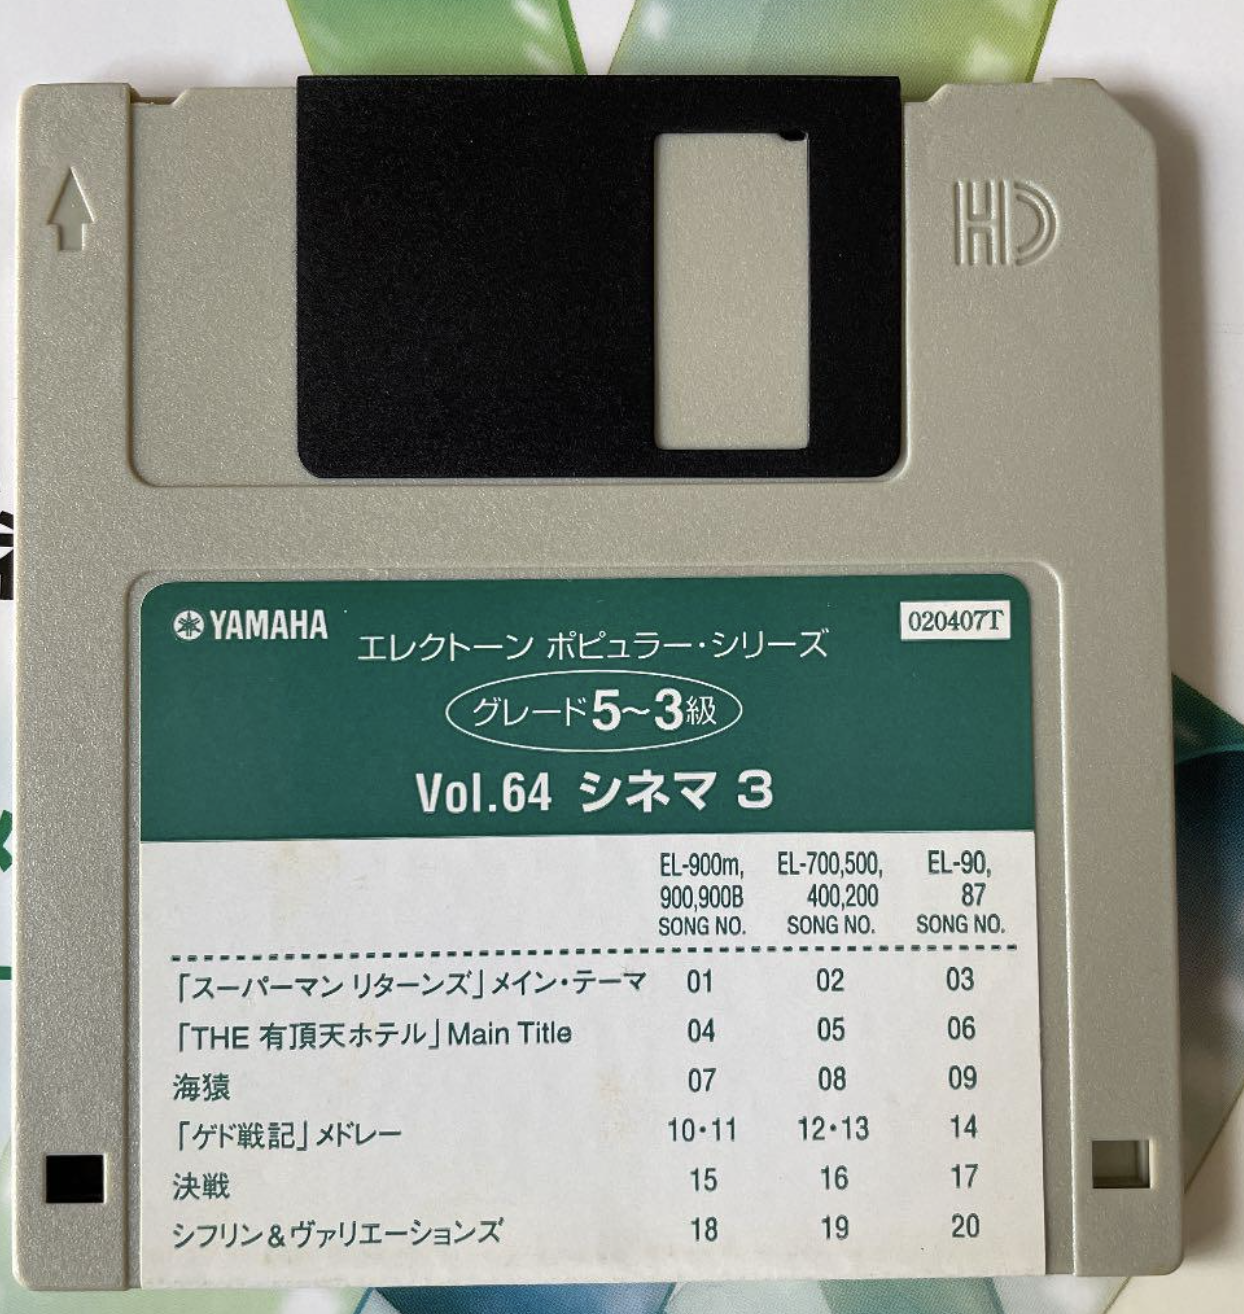 HD
YAMAHA
020407T
エレクトーン ポピュラー・シリーズ
グレード5~3級
Vol.64 シネマ 3
EL-900m, EL-700,500, EL-90,
900,900B 400,200 87
SONG NO. SONG NO. SONG NO.
「スーパーマン リターンズ」メイン・テーマ 01 02 03
「THE 有頂天ホテル」Main Title 04 05 06
海猿 07 08 09
「ゲド戦記」メドレー 10・11 12・13 14
決戦 15 16 17
シフリン&ヴァリエーションズ 18 19 20